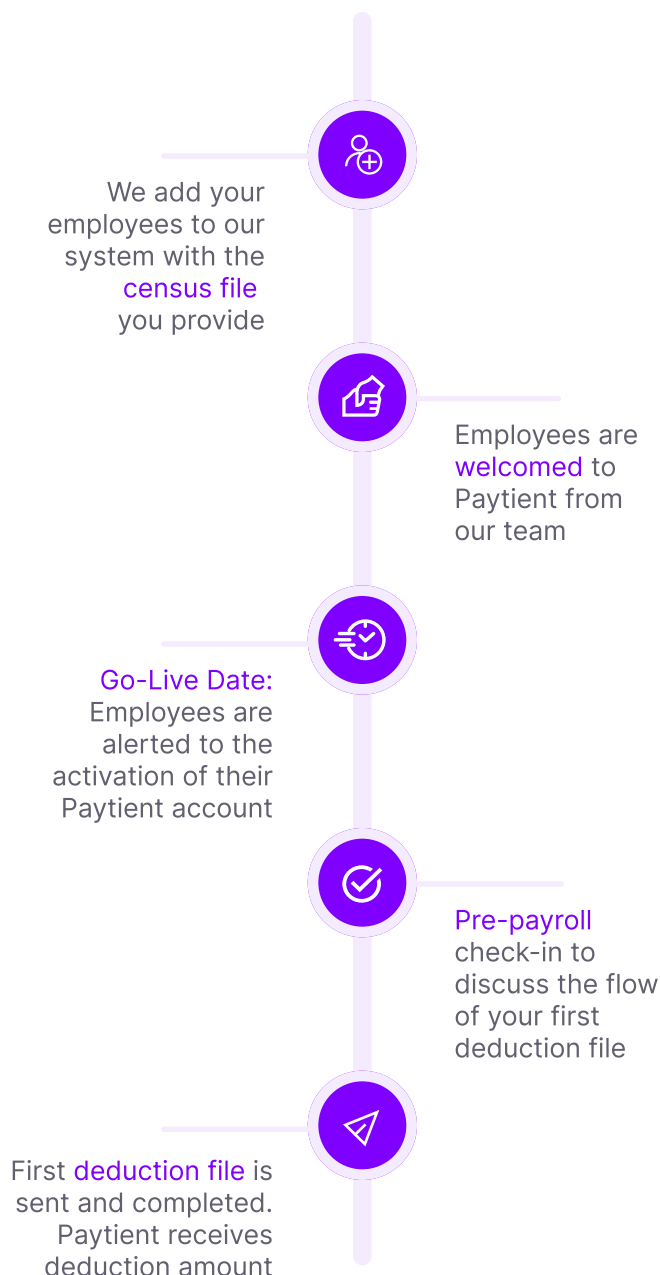 We add your
employees to our
system with the
census file
you provide
Employees are
welcomed to
Paytient from
our team
Go-Live Date:
Employees are
alerted to the
activation of their
Paytient account
Pre-payroll
check-in to
discuss the flow
of your first
deduction file
First deduction file is
sent and completed.
Paytient receives
deduction amount